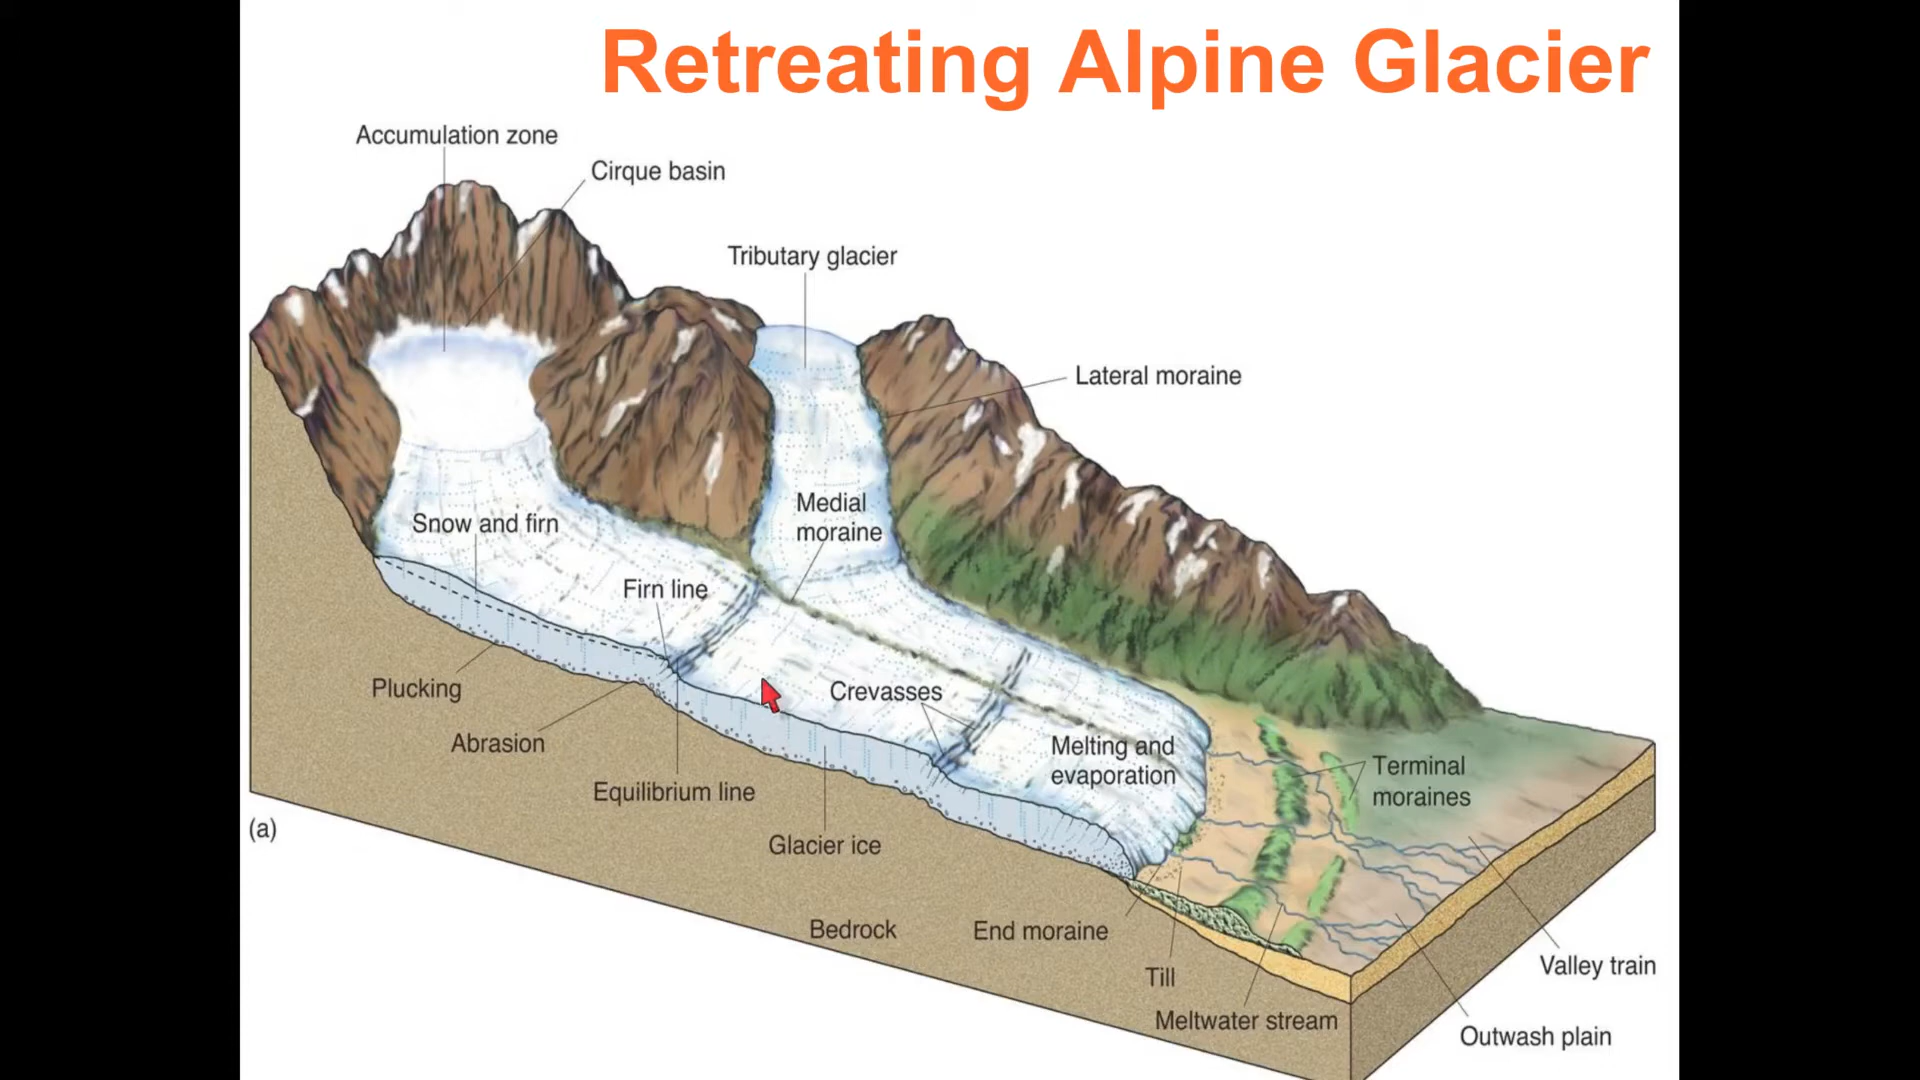 Retreating Alpine Glacier
Accumulation zone
Cirque basin
Tributary glacier
Lateral moraine
Medial
moraine
Snow and firn
Firn line
Plucking
Crevasses
Abrasion
Melting and
evaporation
Terminal
moraines
Equilibrium line
(a)
Glacier ice
Bedrock
End moraine
Valley train
Till
Meltwater stream
Outwash plain